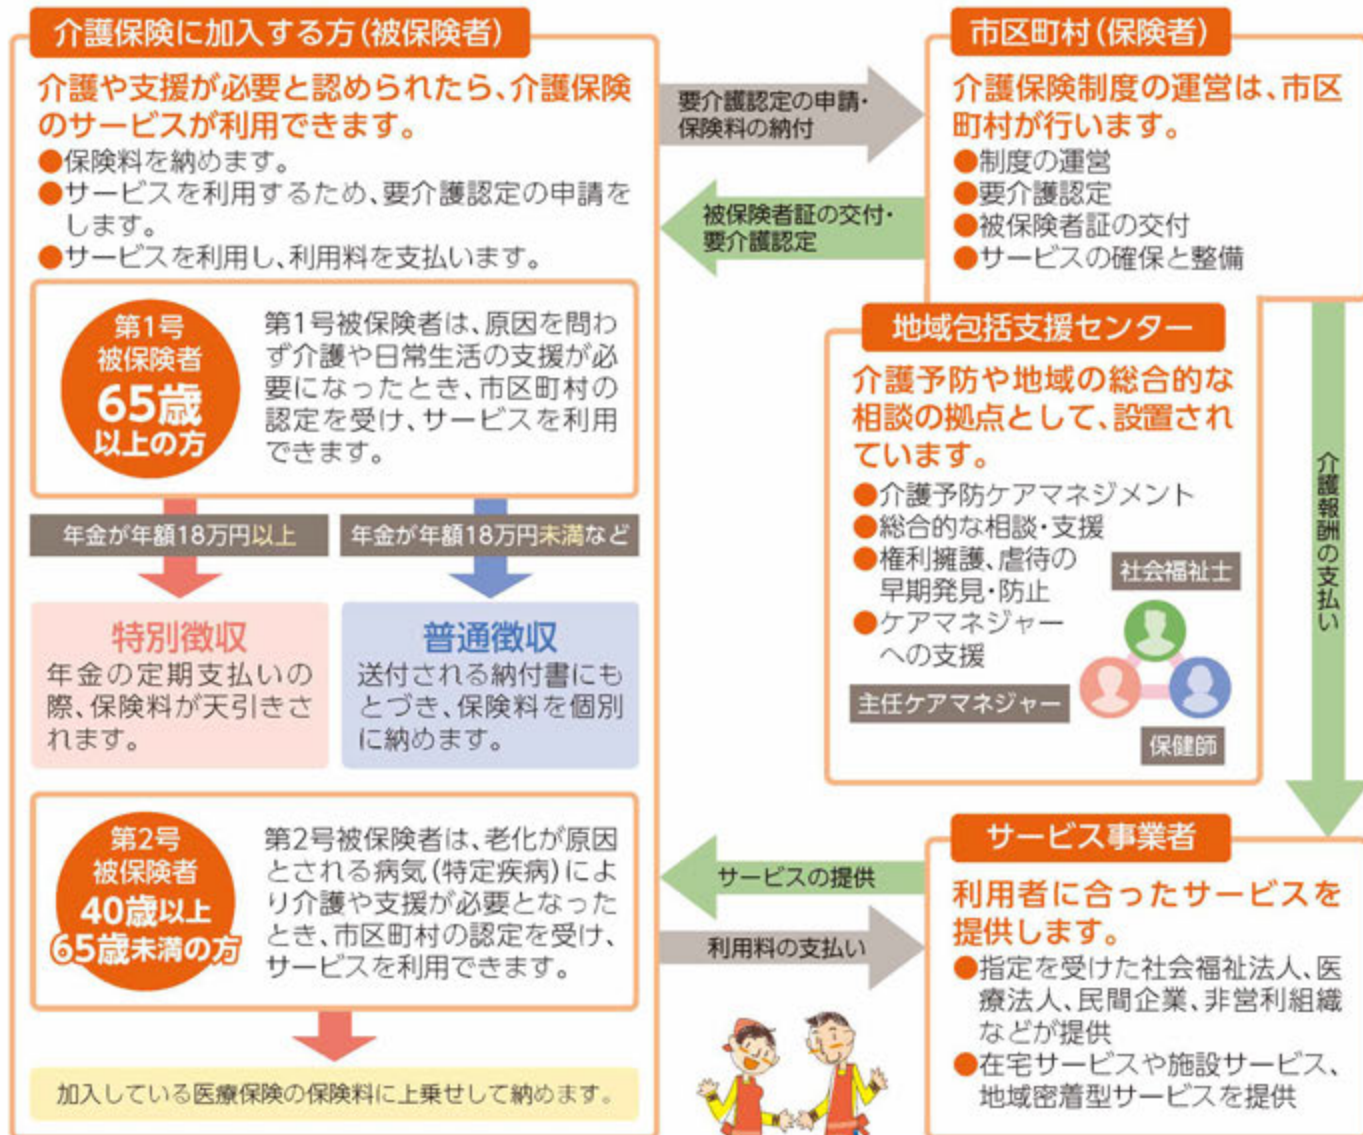 介護保険に加入する方(被保険者)
介護や支援が必要と認められたら、介護保険
のサービスが利用できます。
●保険料を納めます。
●サービスを利用するため、要介護認定の申請を
します。
●サービスを利用し、利用料を支払います。
第1号
被保険者
65歳
以上の方
第1号被保険者は、原因を問わ
ず介護や日常生活の支援が必
要になったとき、市区町村の
認定を受け、サービスを利用
できます。
年金が年額18万円以上
年金が年額18万円未満など
特別徴収
年金の定期支払いの
際、保険料が天引きさ
れます。
普通徴収
送付される納付書にも
とづき、保険料を個別
に納めます。
第2号
被保険者
40歳以上
65歳未満の方
第2号被保険者は、老化が原因
とされる病気(特定疾病)によ
り介護や支援が必要となった
とき、市区町村の認定を受け、
サービスを利用できます。
加入している医療保険の保険料に上乗せして納めます。
要介護認定の申請・
保険料の納付
被保険者証の交付・
要介護認定
市区町村(保険者)
介護保険制度の運営は、市区
町村が行います。
●制度の運営
●要介護認定
●被保険者証の交付
●サービスの確保と整備
地域包括支援センター
介護予防や地域の総合的な
相談の拠点として、設置され
ています。
●介護予防ケアマネジメント
●総合的な相談・支援
●権利擁護、虐待の
早期発見・防止
●ケアマネジャー
への支援
社会福祉士
主任ケアマネジャー
保健師
介護報酬の支払い
サービスの提供
利用料の支払い
サービス事業者
利用者に合ったサービスを
提供します。
●指定を受けた社会福祉法人、医
療法人、民間企業、非営利組織
などが提供
●在宅サービスや施設サービス、
地域密着型サービスを提供